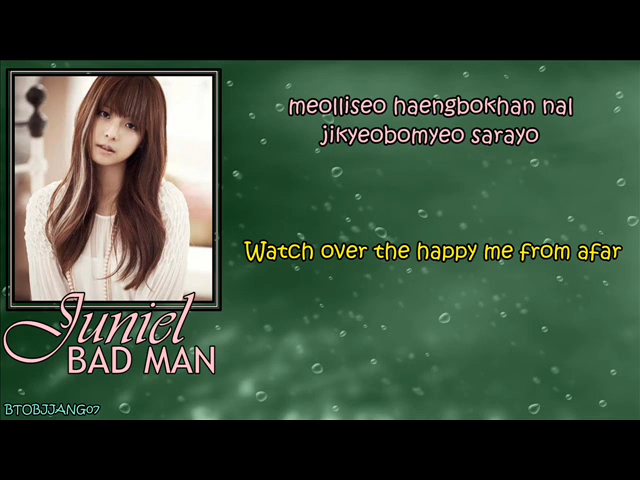 meolliseo haengbokhan nal
jikyeobomyeo sarayo
Watch over the happy me from afar
Juniel
BAD MAN
BTOBJJANG07